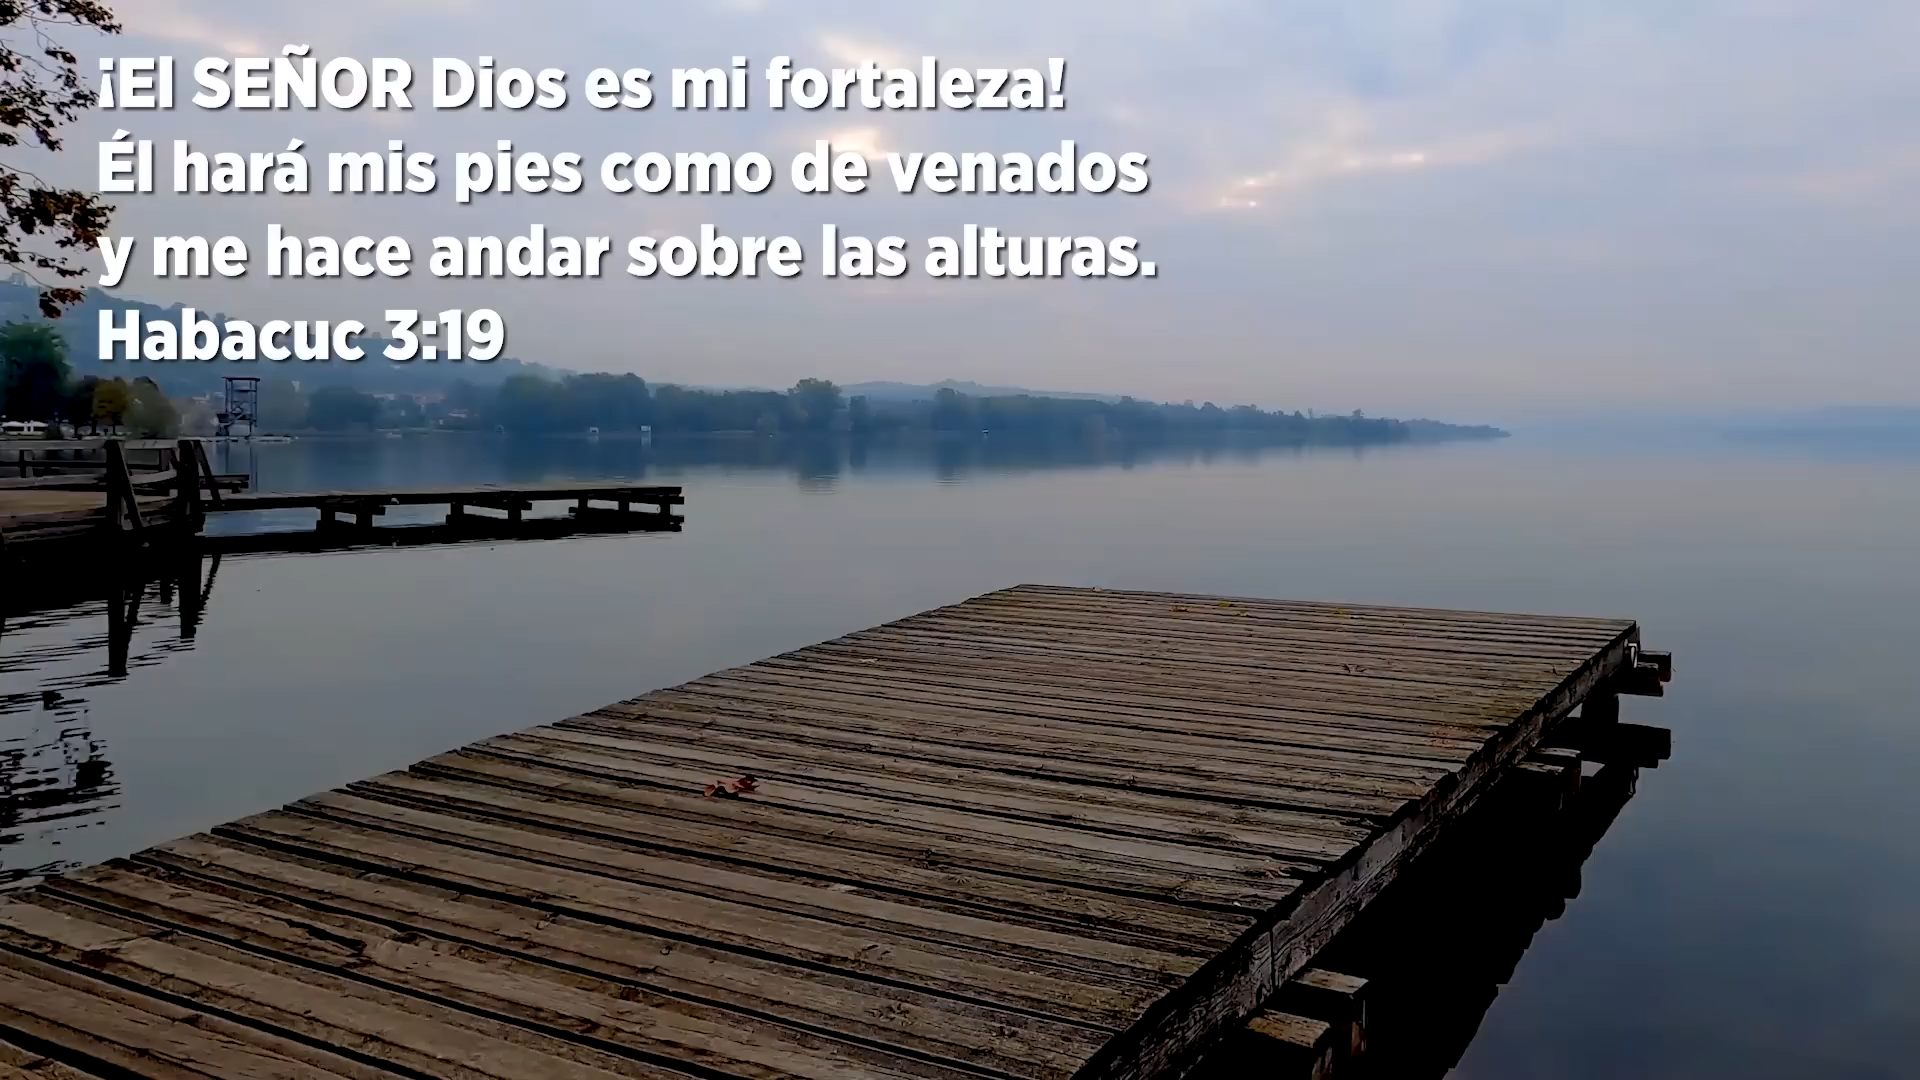 ¡El SEÑOR Dios es mi fortaleza!
Él hará mis pies como de venados
y me hace andar sobre las alturas.
Habacuc 3:19